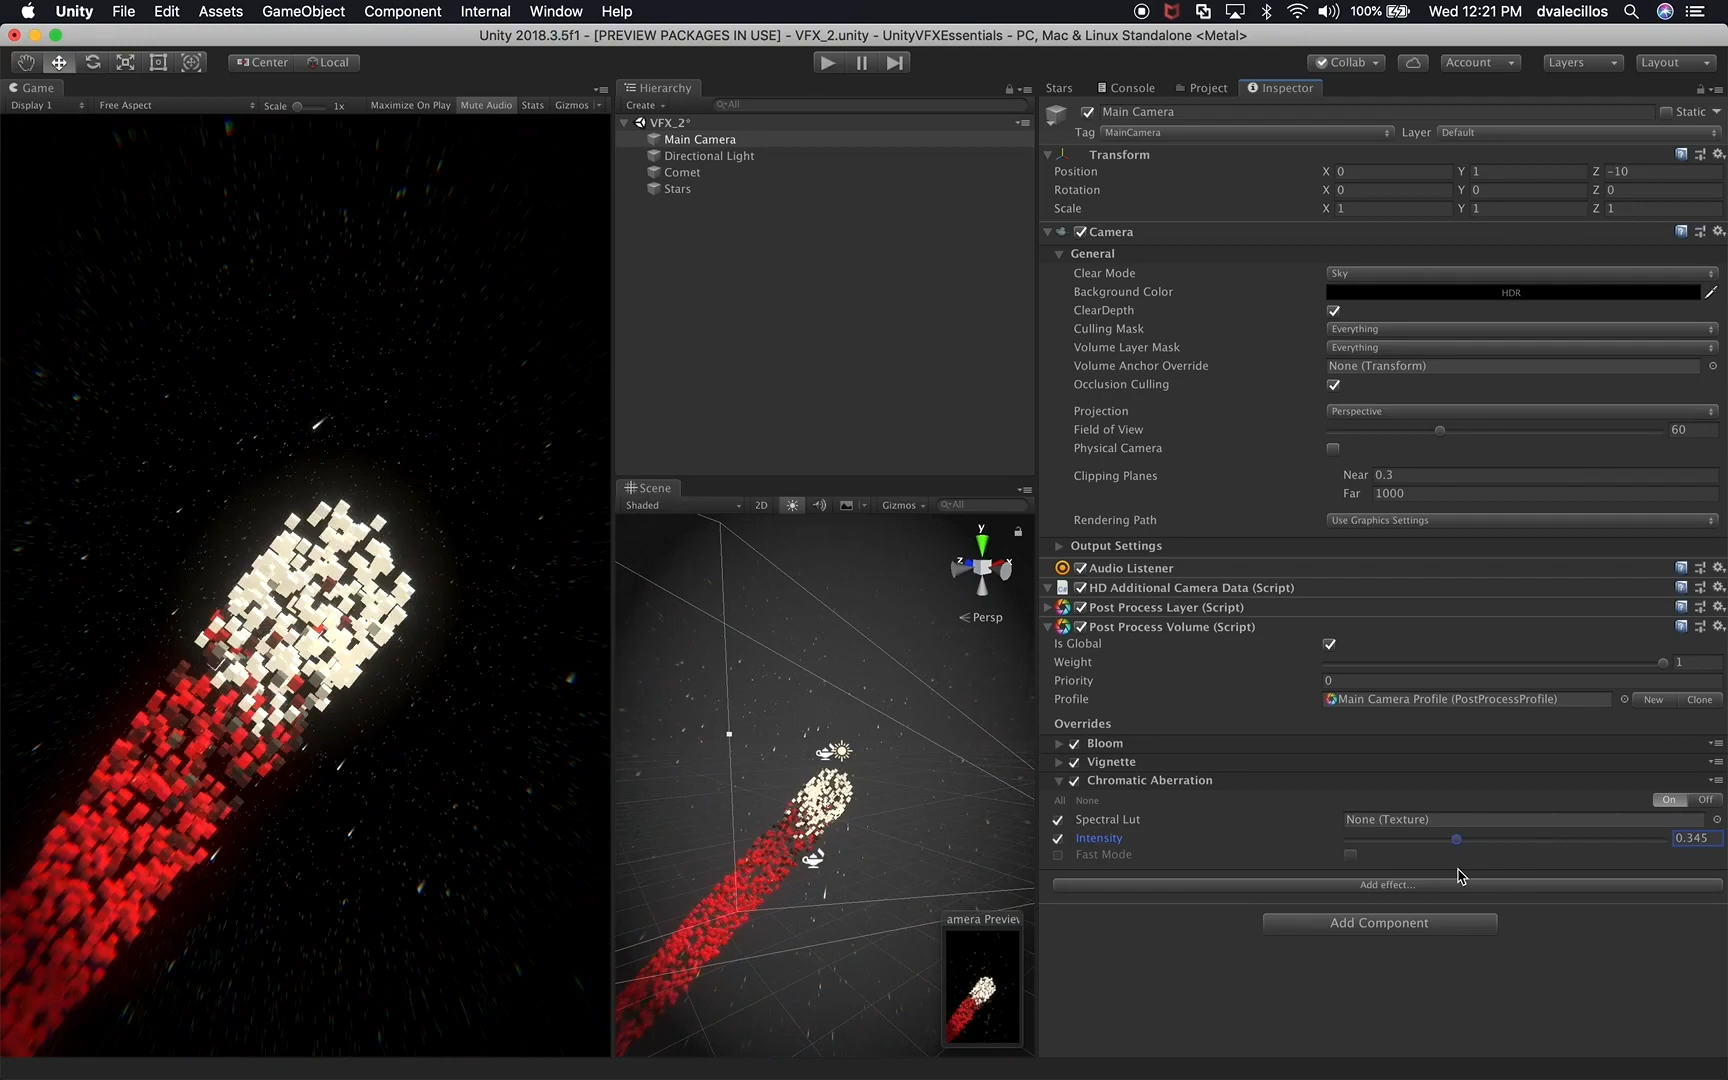 Unity File Edit Assets GameObject Component Internal Window Help 100% Wed 12:21 PM dvalecillos
Unity 2018.3.5f1 - [PREVIEW PACKAGES IN USE] - VFX_2.unity - UnityVFXEssentials - PC, Mac & Linux Standalone <Metal>
Center Local Collab Account Layers Layout
Game Hierarchy Stars Console Project Inspector
Display 1 Free Aspect Scale 1x Maximize On Play Mute Audio Stats Gizmos Create All
Main Camera Static
VFX_2*
Tag MainCamera Layer Default
Main Camera
Directional Light
Comet
Stars
Transform
Position X 0 Y 1 Z -10
Rotation X 0 Y 0 Z 0
Scale X 1 Y 1 Z 1
Camera
General
Clear Mode Sky
Background Color HDR
ClearDepth
Culling Mask Everything
Volume Layer Mask Everything
Volume Anchor Override None (Transform)
Occlusion Culling
Projection Perspective
Field of View 60
Physical Camera
Clipping Planes Near 0.3
Far 1000
Rendering Path Use Graphics Settings
Output Settings
Audio Listener
HD Additional Camera Data (Script)
Post Process Layer (Script)
Post Process Volume (Script)
Is Global
Weight 1
Priority 0
Profile Main Camera Profile (PostProcessProfile) New Clone
Overrides
Bloom
Vignette
Chromatic Aberration
All None On Off
Spectral Lut None (Texture)
Intensity 0.345
Fast Mode
Add effect...
Add Component
Scene
Shaded 2D Gizmos All
y
z x
Persp
amera Preview